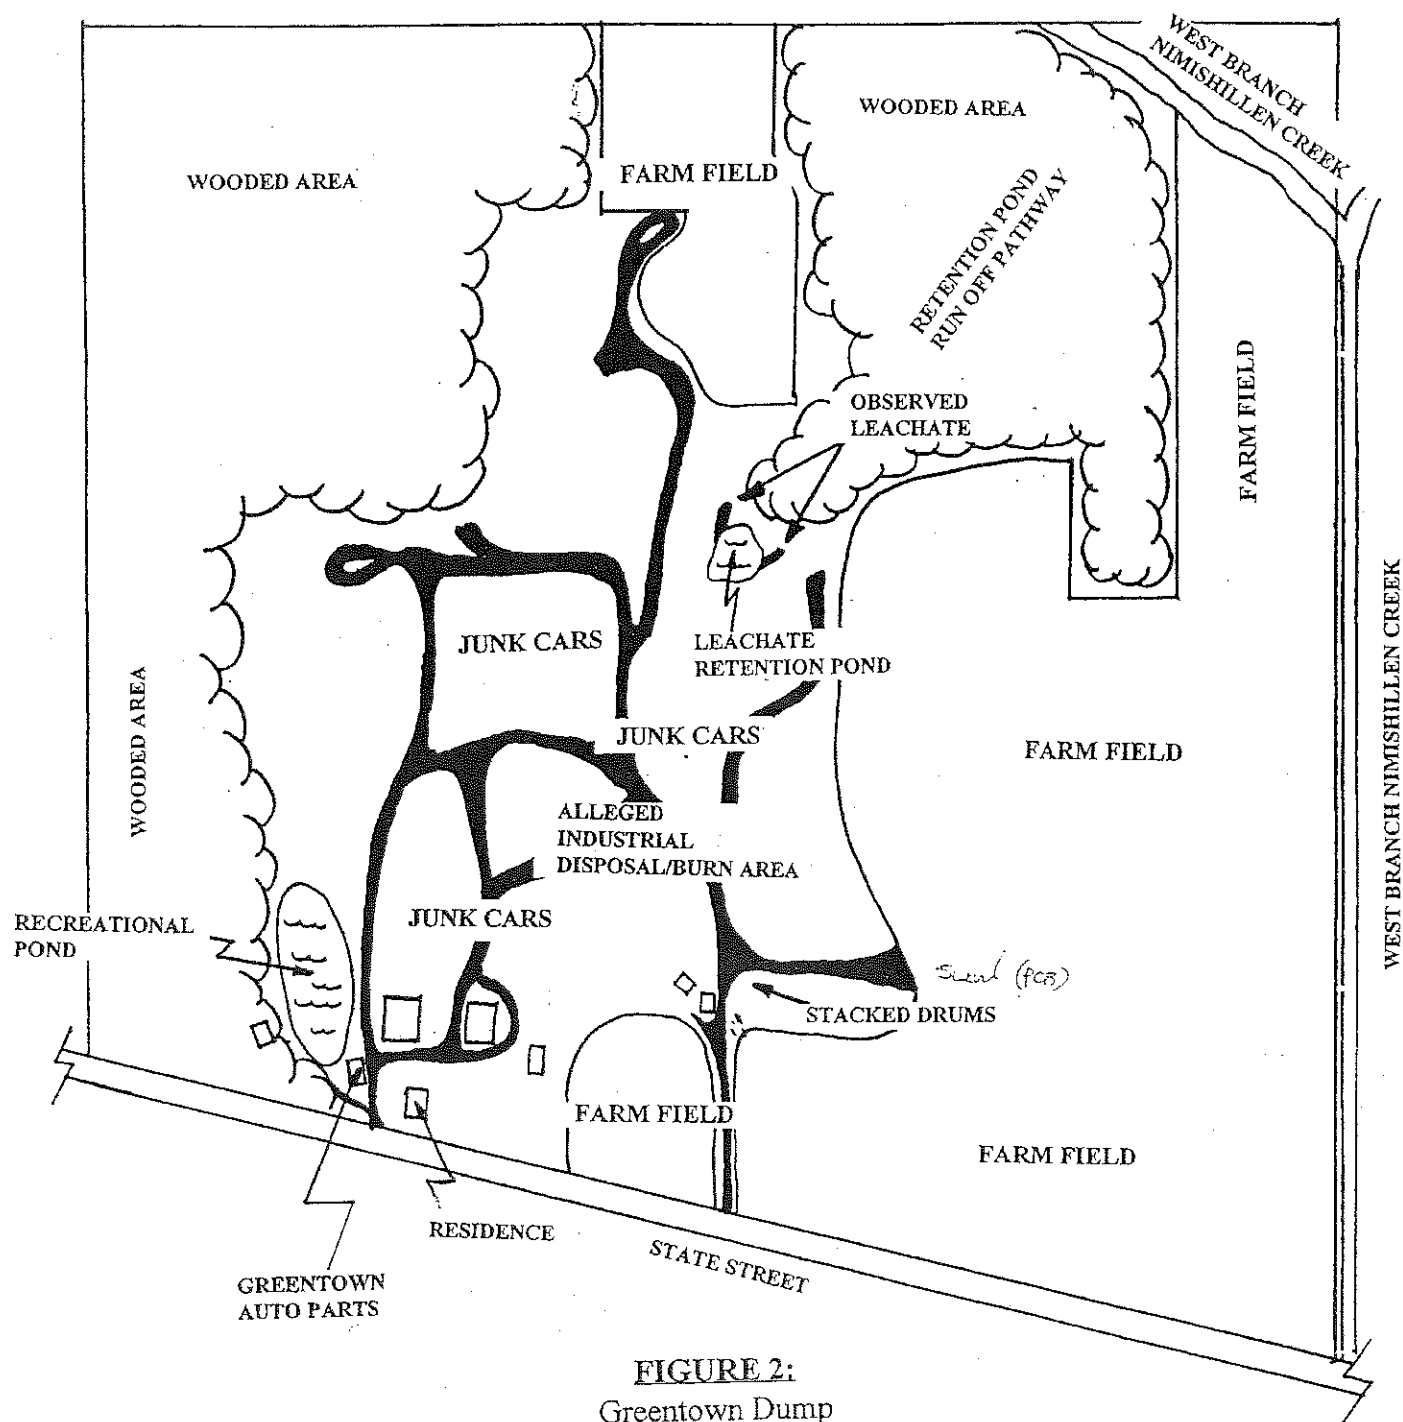 WEST BRANCH
NIMISHILLEN CREEK
WOODED AREA
WOODED AREA
FARM FIELD
RETENTION POND
RUN OFF PATHWAY
OBSERVED
LEACHATE
FARM FIELD
JUNK CARS
LEACHATE
RETENTION POND
WOODED AREA
JUNK CARS
FARM FIELD
WEST BRANCH NIMISHILLEN CREEK
ALLEGED
INDUSTRIAL
DISPOSAL/BURN AREA
JUNK CARS
RECREATIONAL
POND
(PCB)
STACKED DRUMS
FARM FIELD
FARM FIELD
RESIDENCE
STATE STREET
GREENTOWN
AUTO PARTS
FIGURE 2:
Greentown Dump